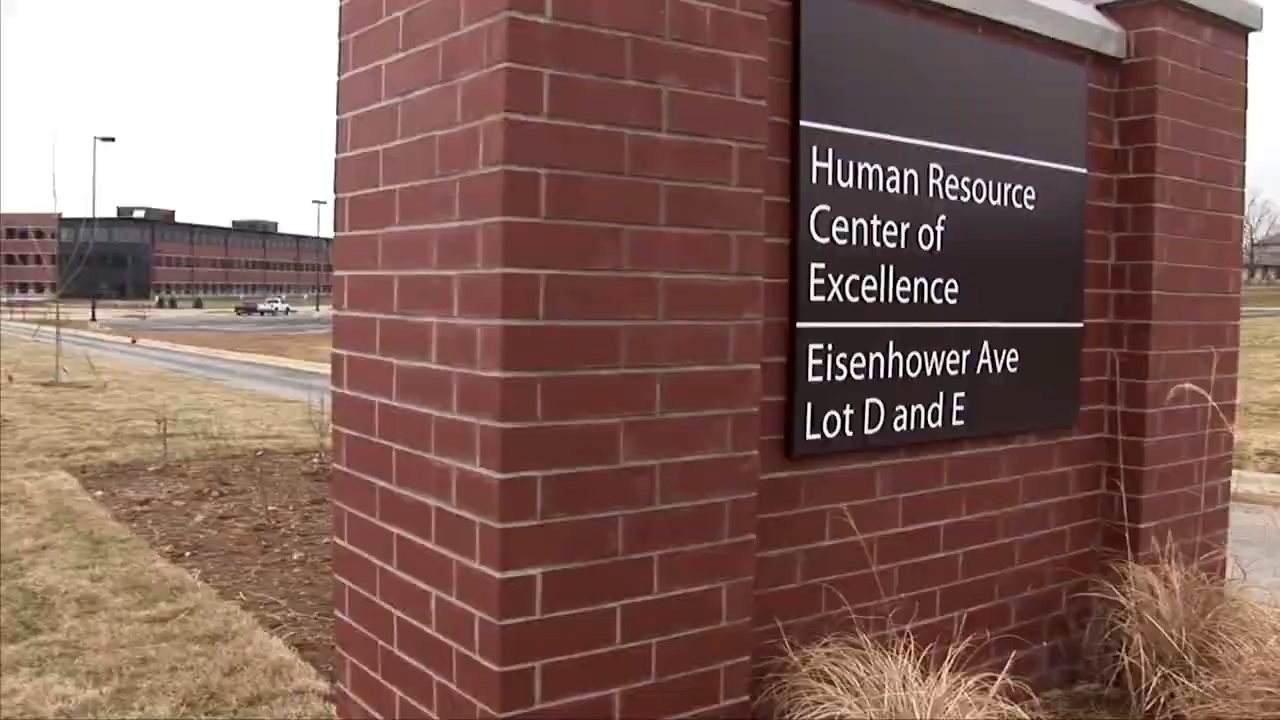 Human Resource
Center of
Excellence
Eisenhower Ave
Lot D and E